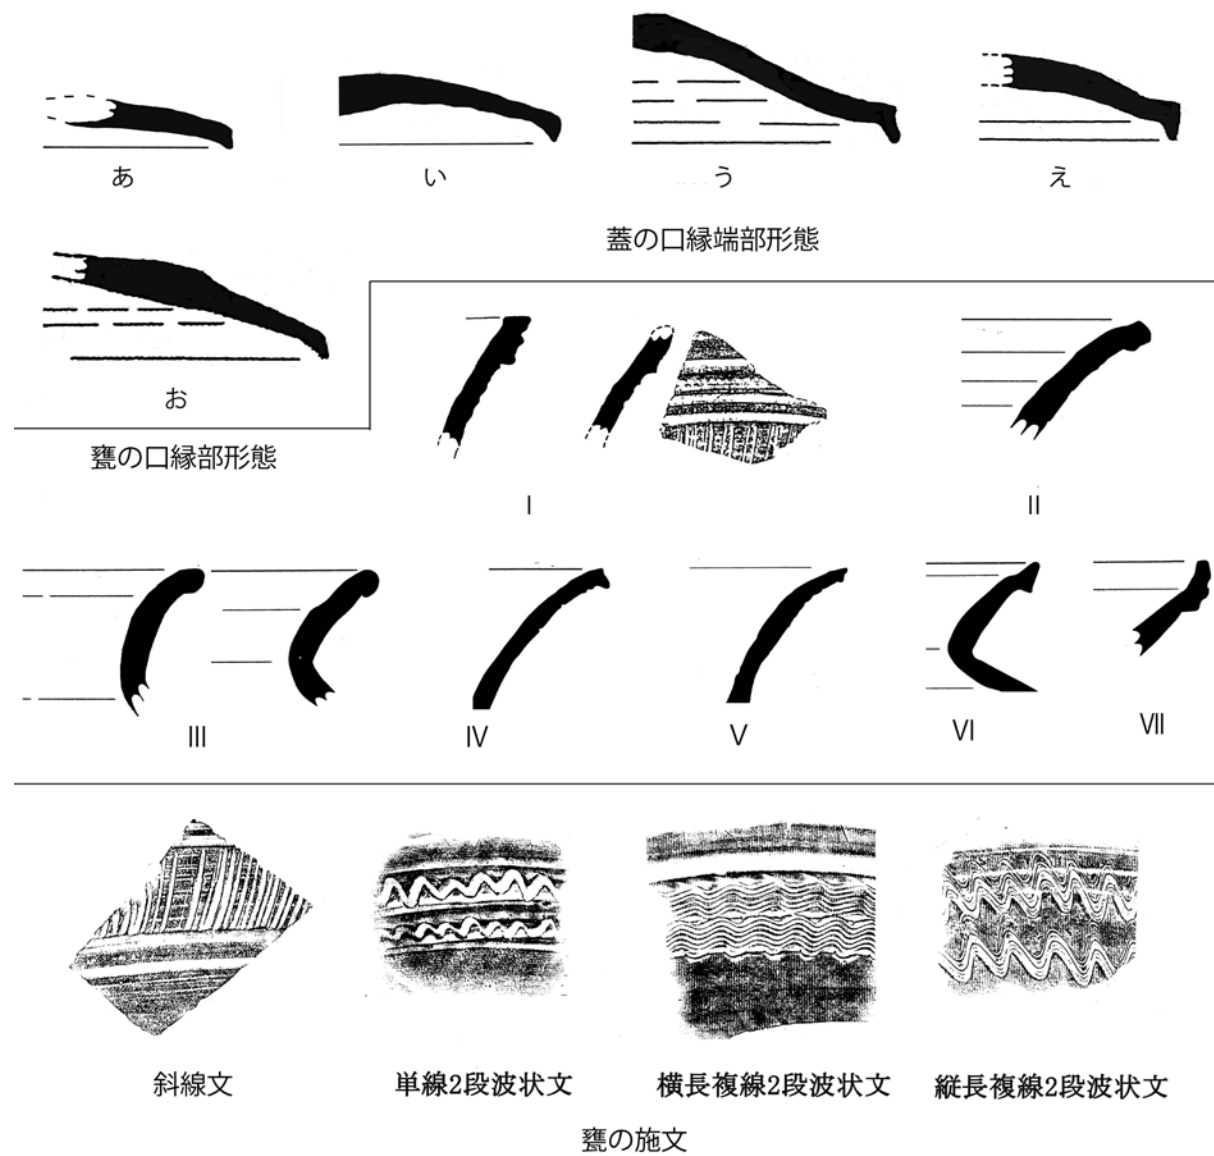 あ
い
う
え
蓋の口縁端部形態
お
甕の口縁部形態
I
II
III
IV
V
VI
VII
斜線文
単線2段波状文
横長複線2段波状文
縦長複線2段波状文
甕の施文